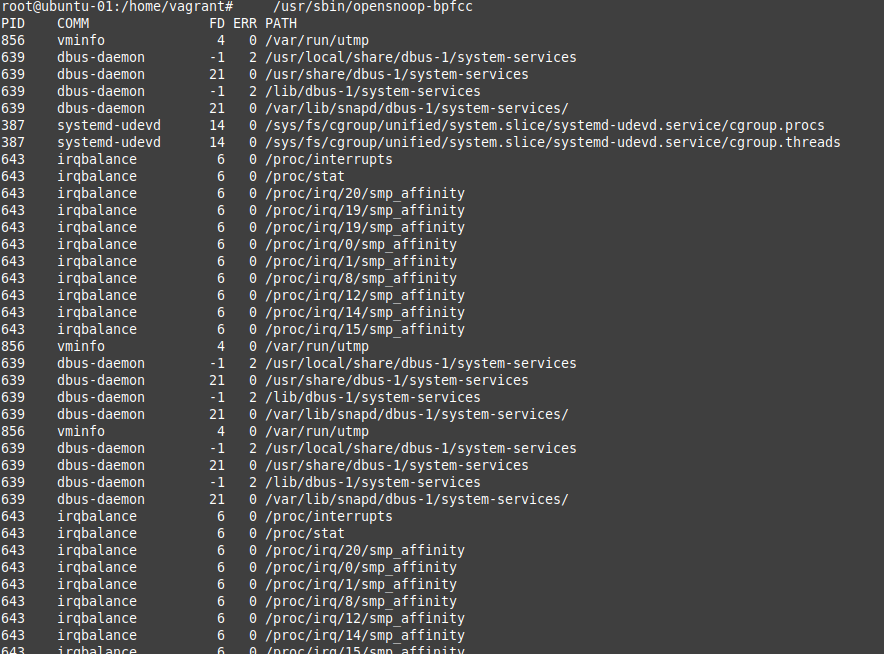 root@ubuntu-01:/home/vagrant#     /usr/sbin/opensnoop-bpfcc
PID    COMM               FD ERR PATH
856    vminfo              4   0 /var/run/utmp
639    dbus-daemon        -1   2 /usr/local/share/dbus-1/system-services
639    dbus-daemon        21   0 /usr/share/dbus-1/system-services
639    dbus-daemon        -1   2 /lib/dbus-1/system-services
639    dbus-daemon        21   0 /var/lib/snapd/dbus-1/system-services/
387    systemd-udevd      14   0 /sys/fs/cgroup/unified/system.slice/systemd-udevd.service/cgroup.procs
387    systemd-udevd      14   0 /sys/fs/cgroup/unified/system.slice/systemd-udevd.service/cgroup.threads
643    irqbalance          6   0 /proc/interrupts
643    irqbalance          6   0 /proc/stat
643    irqbalance          6   0 /proc/irq/20/smp_affinity
643    irqbalance          6   0 /proc/irq/19/smp_affinity
643    irqbalance          6   0 /proc/irq/19/smp_affinity
643    irqbalance          6   0 /proc/irq/0/smp_affinity
643    irqbalance          6   0 /proc/irq/1/smp_affinity
643    irqbalance          6   0 /proc/irq/8/smp_affinity
643    irqbalance          6   0 /proc/irq/12/smp_affinity
643    irqbalance          6   0 /proc/irq/14/smp_affinity
643    irqbalance          6   0 /proc/irq/15/smp_affinity
856    vminfo              4   0 /var/run/utmp
639    dbus-daemon        -1   2 /usr/local/share/dbus-1/system-services
639    dbus-daemon        21   0 /usr/share/dbus-1/system-services
639    dbus-daemon        -1   2 /lib/dbus-1/system-services
639    dbus-daemon        21   0 /var/lib/snapd/dbus-1/system-services/
856    vminfo              4   0 /var/run/utmp
639    dbus-daemon        -1   2 /usr/local/share/dbus-1/system-services
639    dbus-daemon        21   0 /usr/share/dbus-1/system-services
639    dbus-daemon        -1   2 /lib/dbus-1/system-services
639    dbus-daemon        21   0 /var/lib/snapd/dbus-1/system-services/
643    irqbalance          6   0 /proc/interrupts
643    irqbalance          6   0 /proc/stat
643    irqbalance          6   0 /proc/irq/20/smp_affinity
643    irqbalance          6   0 /proc/irq/0/smp_affinity
643    irqbalance          6   0 /proc/irq/1/smp_affinity
643    irqbalance          6   0 /proc/irq/8/smp_affinity
643    irqbalance          6   0 /proc/irq/12/smp_affinity
643    irqbalance          6   0 /proc/irq/14/smp_affinity
643    irqbalance          6   0 /proc/irq/15/smp_affinity